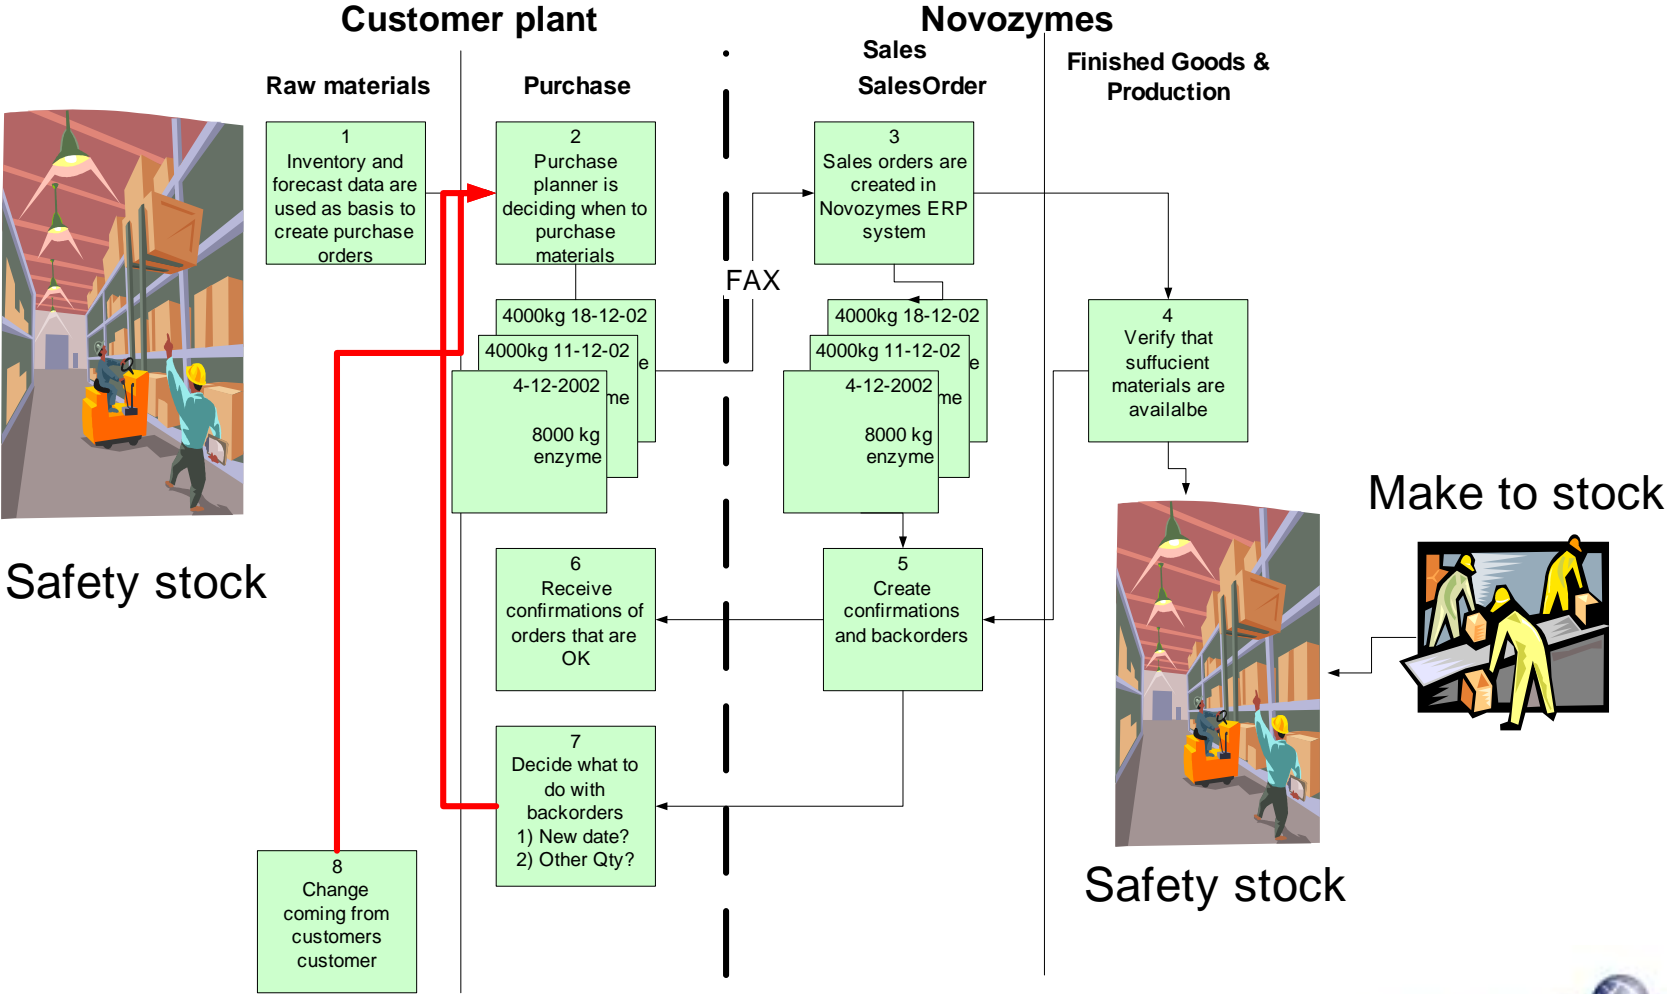 Customer plant
Novozymes
Raw materials
Purchase
Sales
SalesOrder
Finished Goods &
Production
1
Inventory and
forecast data are
used as basis to
create purchase
orders
2
Purchase
planner is
deciding when to
purchase
materials
3
Sales orders are
created in
Novozymes ERP
system
FAX
4000kg 18-12-02
4000kg 11-12-02
e
4-12-2002
me
8000 kg
enzyme
4000kg 18-12-02
4000kg 11-12-02
e
4-12-2002
me
8000 kg
enzyme
4
Verify that
suffucient
materials are
availalbe
Make to stock
Safety stock
5
Create
confirmations
and backorders
6
Receive
confirmations of
orders that are
OK
7
Decide what to
do with
backorders
1) New date?
2) Other Qty?
8
Change
coming from
customers
customer
Safety stock